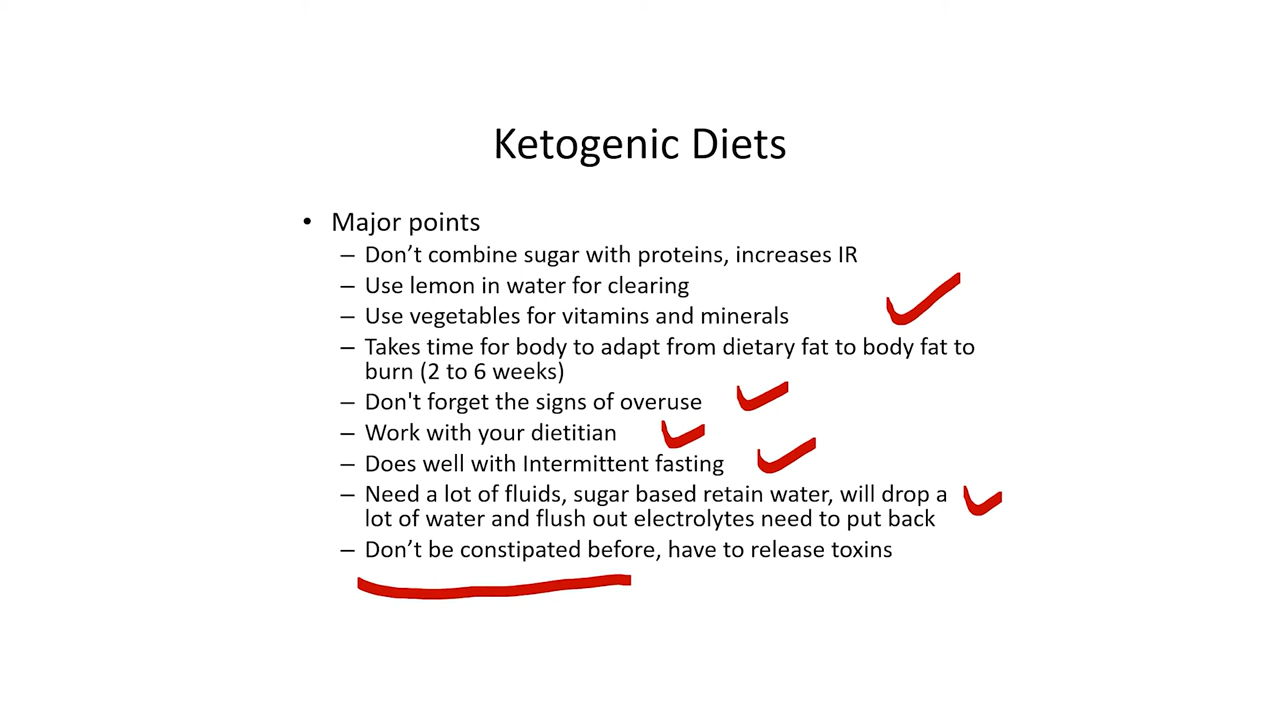 Ketogenic Diets
• Major points
– Don’t combine sugar with proteins, increases IR
– Use lemon in water for clearing
– Use vegetables for vitamins and minerals
– Takes time for body to adapt from dietary fat to body fat to
burn (2 to 6 weeks)
– Don't forget the signs of overuse
– Work with your dietitian
– Does well with Intermittent fasting
– Need a lot of fluids, sugar based retain water, will drop a
lot of water and flush out electrolytes need to put back
– Don’t be constipated before, have to release toxins